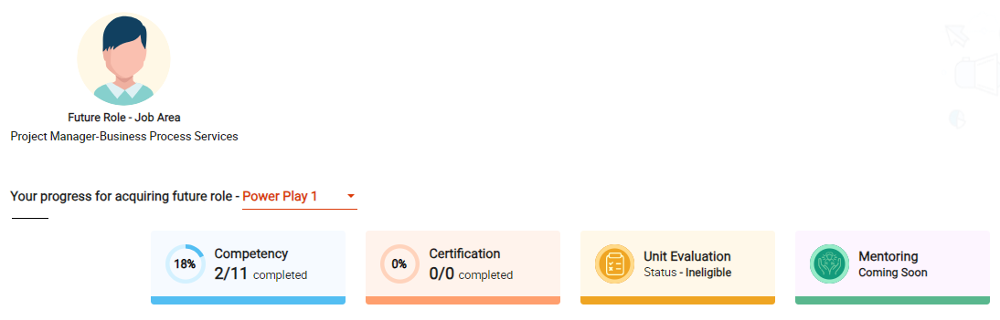 Future Role - Job Area
Project Manager-Business Process Services
Your progress for acquiring future role - Power Play 1
18%
Competency
2/11 completed
0%
Certification
0/0 completed
Unit Evaluation
Status - Ineligible
Mentoring
Coming Soon